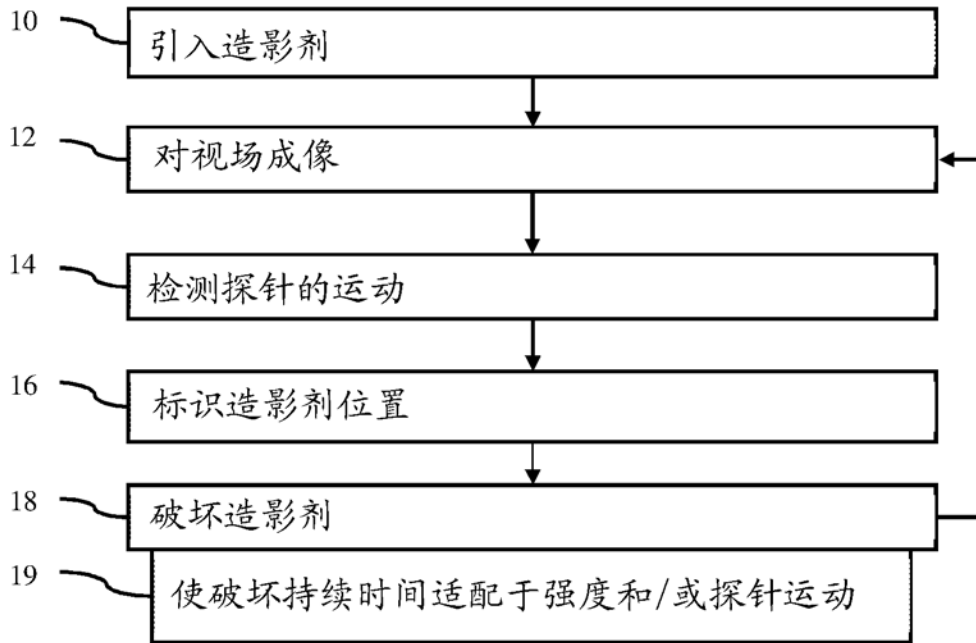 10
引入造影剂
12
对视场成像
14
检测探针的运动
16
标识造影剂位置
18
破坏造影剂
19
使破坏持续时间适配于强度和/或探针运动